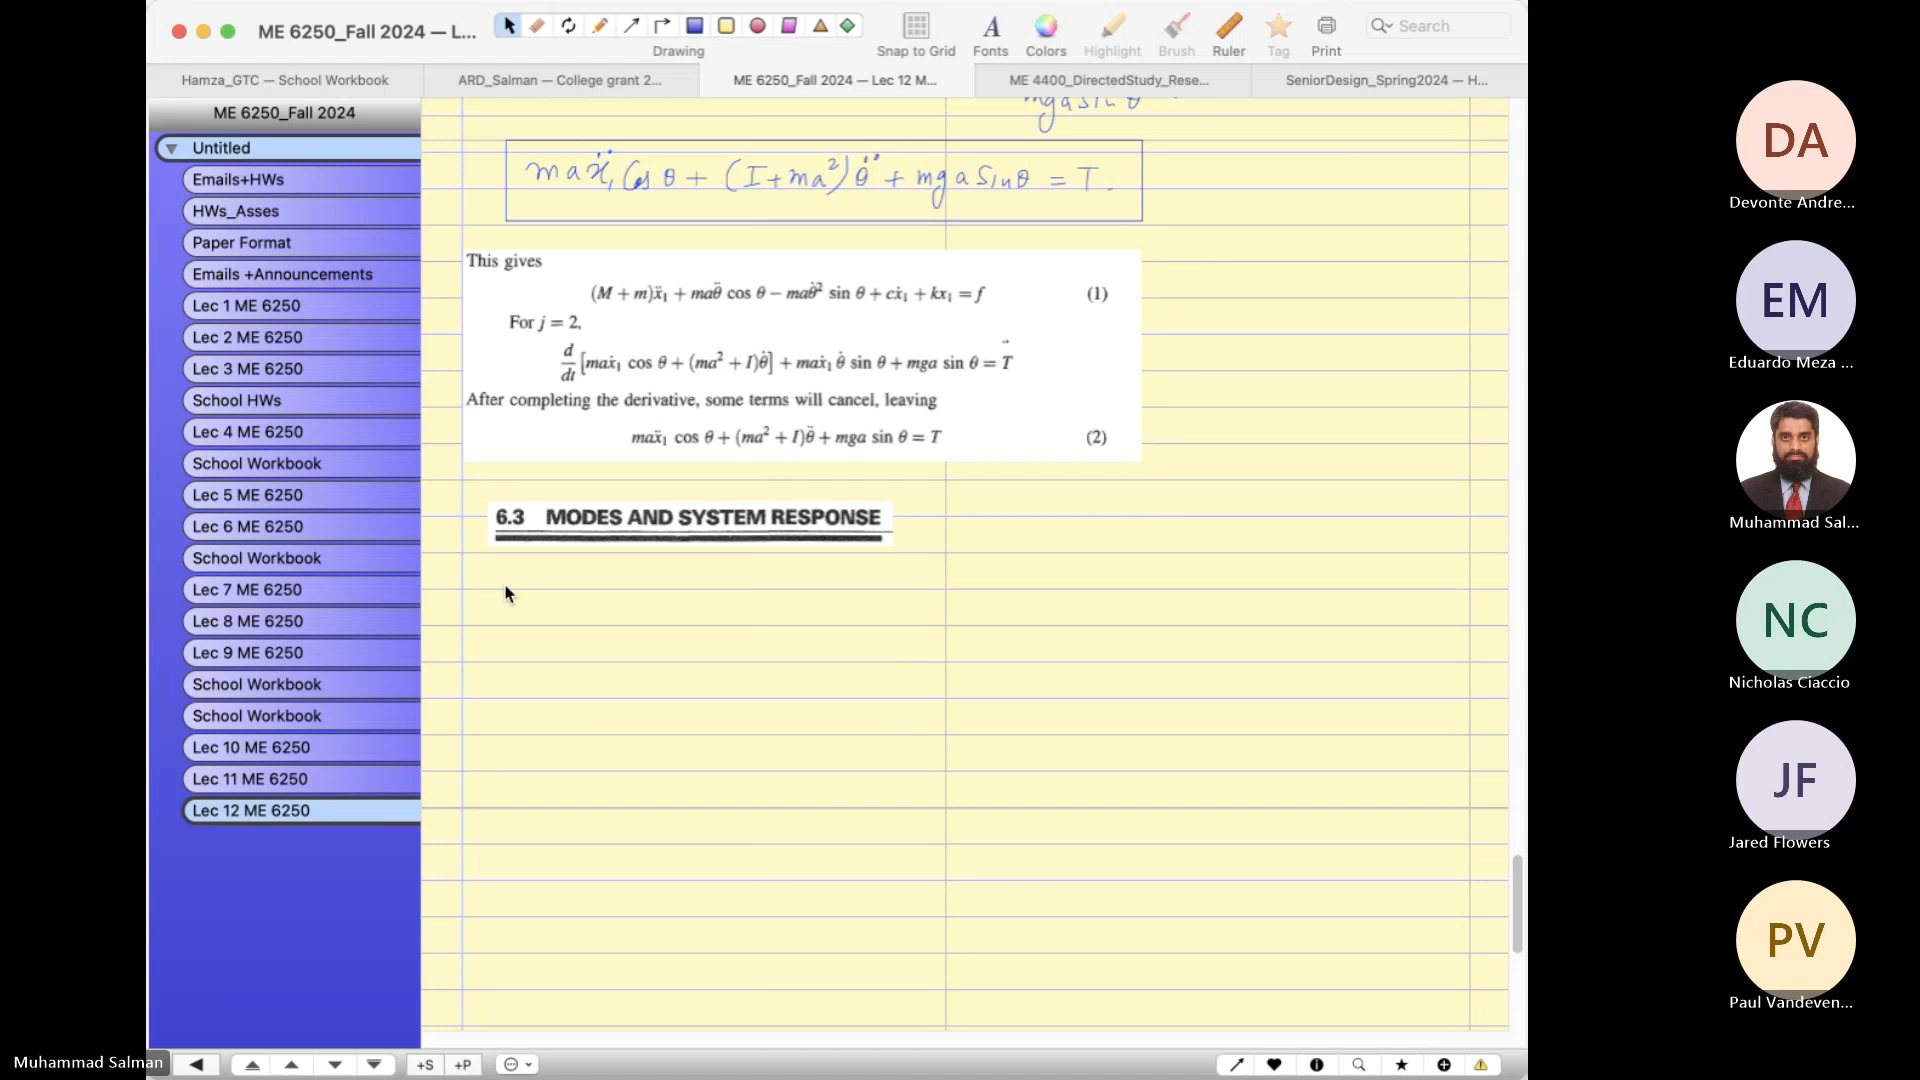 ME 6250_Fall 2024 — L...
Drawing
Snap to Grid
Fonts
Colors
Highlight
Brush
Ruler
Tag
Print
Search
Hamza_GTC — School Workbook
ARD_Salman — College grant 2...
ME 6250_Fall 2024 — Lec 12 M...
ME 4400_DirectedStudy_Rese...
SeniorDesign_Spring2024 — H...
ME 6250_Fall 2024
Untitled
Emails+HWs
HWs_Asses
Paper Format
Emails +Announcements
Lec 1 ME 6250
Lec 2 ME 6250
Lec 3 ME 6250
School HWs
Lec 4 ME 6250
School Workbook
Lec 5 ME 6250
Lec 6 ME 6250
School Workbook
Lec 7 ME 6250
Lec 8 ME 6250
Lec 9 ME 6250
School Workbook
School Workbook
Lec 10 ME 6250
Lec 11 ME 6250
Lec 12 ME 6250
mga sin θ
maẍ₁ Cos θ + (I+ma²)θ̈ + mga Sinθ = T.
This gives
(M + m)ẍ₁ + maθ̈ cos θ − maθ̇² sin θ + cẋ₁ + kx₁ = f (1)
For j = 2,
d/dt [maẋ₁ cos θ + (ma² + I)θ̇] + maẋ₁ θ̇ sin θ + mga sin θ = T
After completing the derivative, some terms will cancel, leaving
maẍ₁ cos θ + (ma² + I)θ̈ + mga sin θ = T (2)
6.3 MODES AND SYSTEM RESPONSE
+S
+P
Muhammad Salman
DA
Devonte Andre...
EM
Eduardo Meza ...
Muhammad Sal...
NC
Nicholas Ciaccio
JF
Jared Flowers
PV
Paul Vandeven...